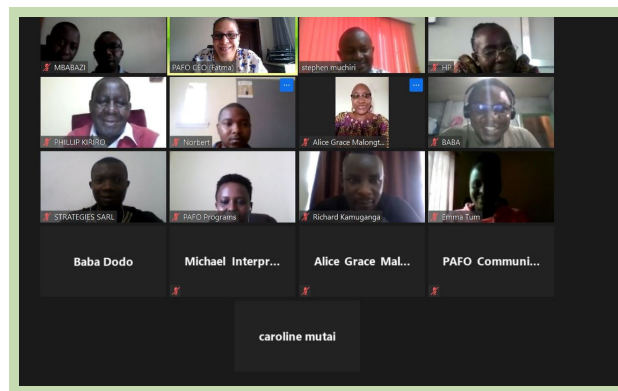 MBABAZI
PAFO CEO (Fatma)
stephen muchiri
HP
PHILLIP KIRIRO
Norbert
Alice Grace Malongt...
BABA
STRATEGIES SARL
PAFO Programs
Richard Kamuganga
Emma Tum
Baba Dodo
Michael Interpr...
Alice Grace Mal...
PAFO Communi...
caroline mutai